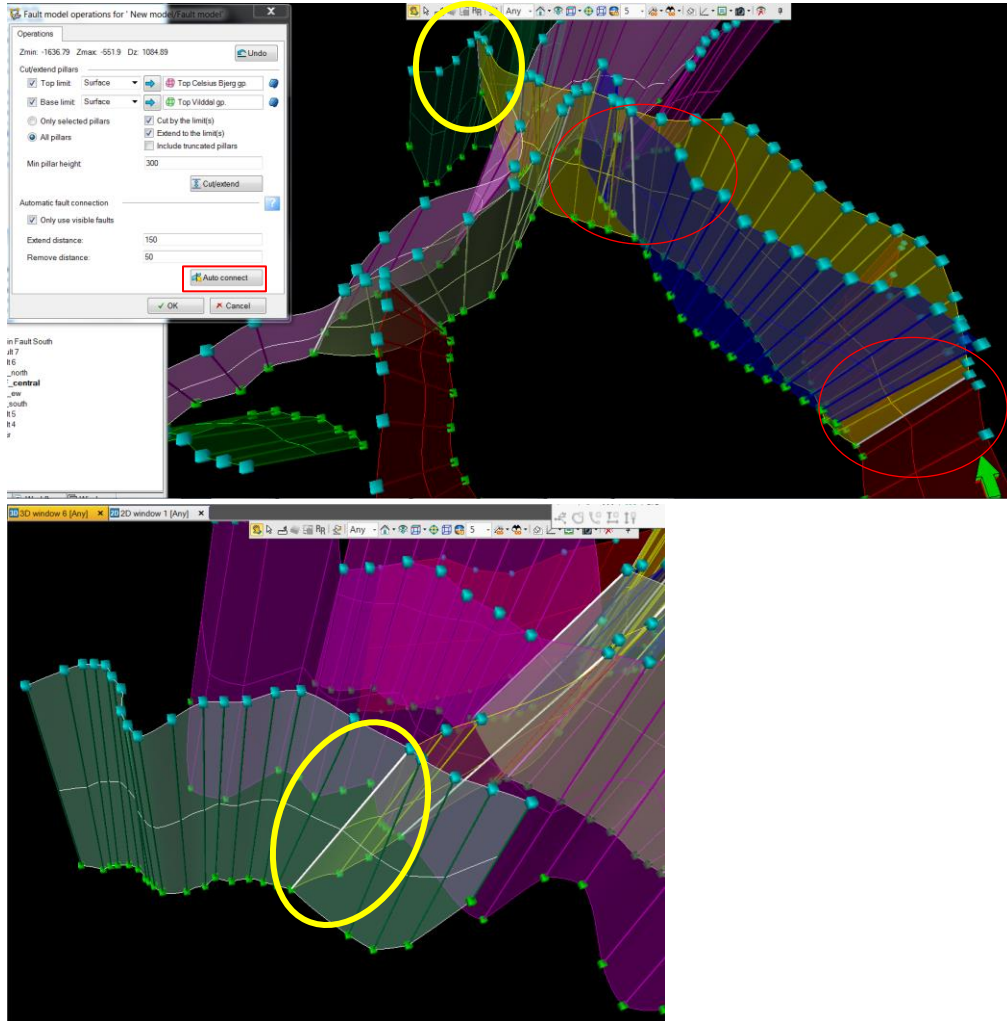 Fault model operations for ' New model/Fault model'
X
Operations
Zmin: -1636.79 Zmax: -551.9 Dz: 1084.89
Undo
Cut/extend pillars
Top limit: Surface Top Celsius Bjerg gp.
Base limit: Surface Top Vilddal gp.
Only selected pillars Cut by the limit(s)
All pillars Extend to the limit(s)
Include truncated pillars
Min pillar height: 300
Cut/extend
Automatic fault connection ?
Only use visible faults
Extend distance: 150
Remove distance: 50
Auto connect
OK Cancel
Any 5
in Fault South
ult 7
lt 6
_north
_central
_ew
_south
lt 5
lt 4
3D 3D window 6 [Any] x 2D 2D window 1 [Any] x
Any 5